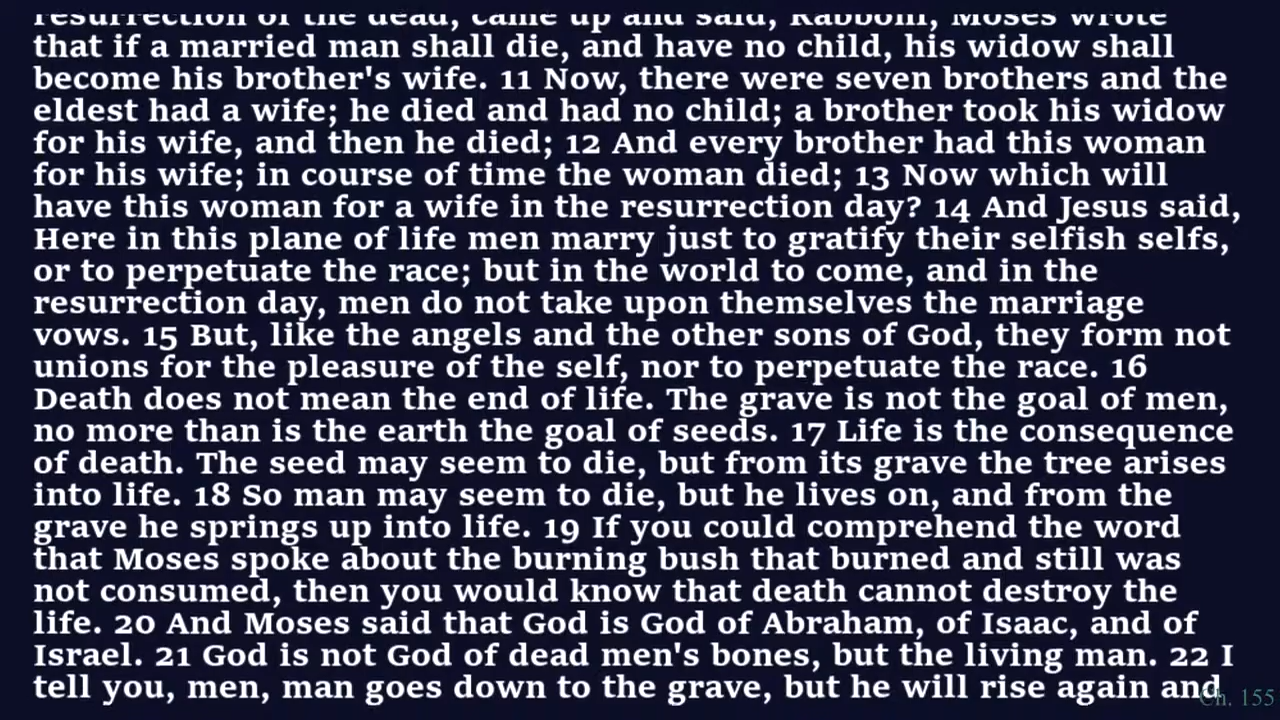 resurrection of the dead, came up and said, Rabboni, Moses wrote
that if a married man shall die, and have no child, his widow shall
become his brother's wife. 11 Now, there were seven brothers and the
eldest had a wife; he died and had no child; a brother took his widow
for his wife, and then he died; 12 And every brother had this woman
for his wife; in course of time the woman died; 13 Now which will
have this woman for a wife in the resurrection day? 14 And Jesus said,
Here in this plane of life men marry just to gratify their selfish selfs,
or to perpetuate the race; but in the world to come, and in the
resurrection day, men do not take upon themselves the marriage
vows. 15 But, like the angels and the other sons of God, they form not
unions for the pleasure of the self, nor to perpetuate the race. 16
Death does not mean the end of life. The grave is not the goal of men,
no more than is the earth the goal of seeds. 17 Life is the consequence
of death. The seed may seem to die, but from its grave the tree arises
into life. 18 So man may seem to die, but he lives on, and from the
grave he springs up into life. 19 If you could comprehend the word
that Moses spoke about the burning bush that burned and still was
not consumed, then you would know that death cannot destroy the
life. 20 And Moses said that God is God of Abraham, of Isaac, and of
Israel. 21 God is not God of dead men's bones, but the living man. 22 I
tell you, men, man goes down to the grave, but he will rise again and
Ch. 155